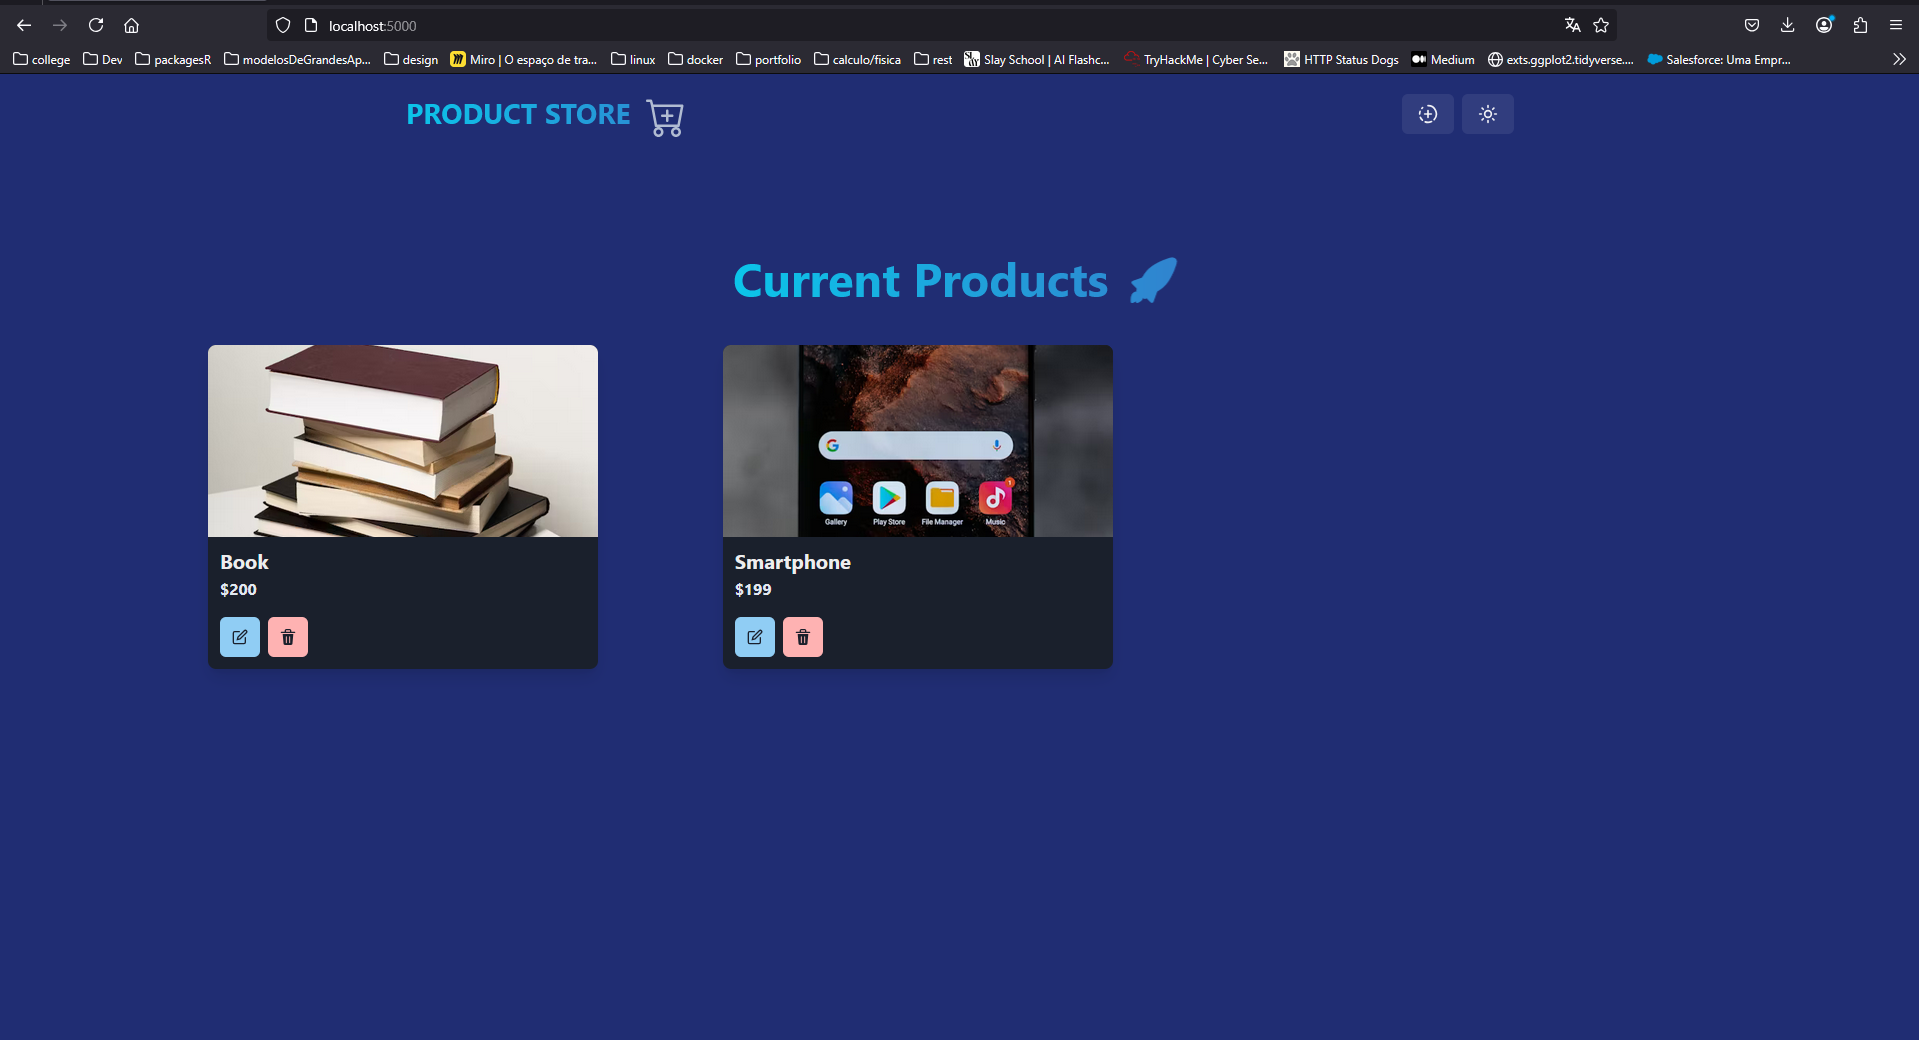 localhost:5000
college Dev packagesR modelosDeGrandesAp... design Miro | O espaço de tra... linux docker portfolio calculo/fisica rest Slay School | AI Flashc... TryHackMe | Cyber Se... HTTP Status Dogs Medium exts.ggplot2.tidyverse.... Salesforce: Uma Empr...
PRODUCT STORE
Current Products
Gallery Play Store File Manager Music
1
Book
$200
Smartphone
$199